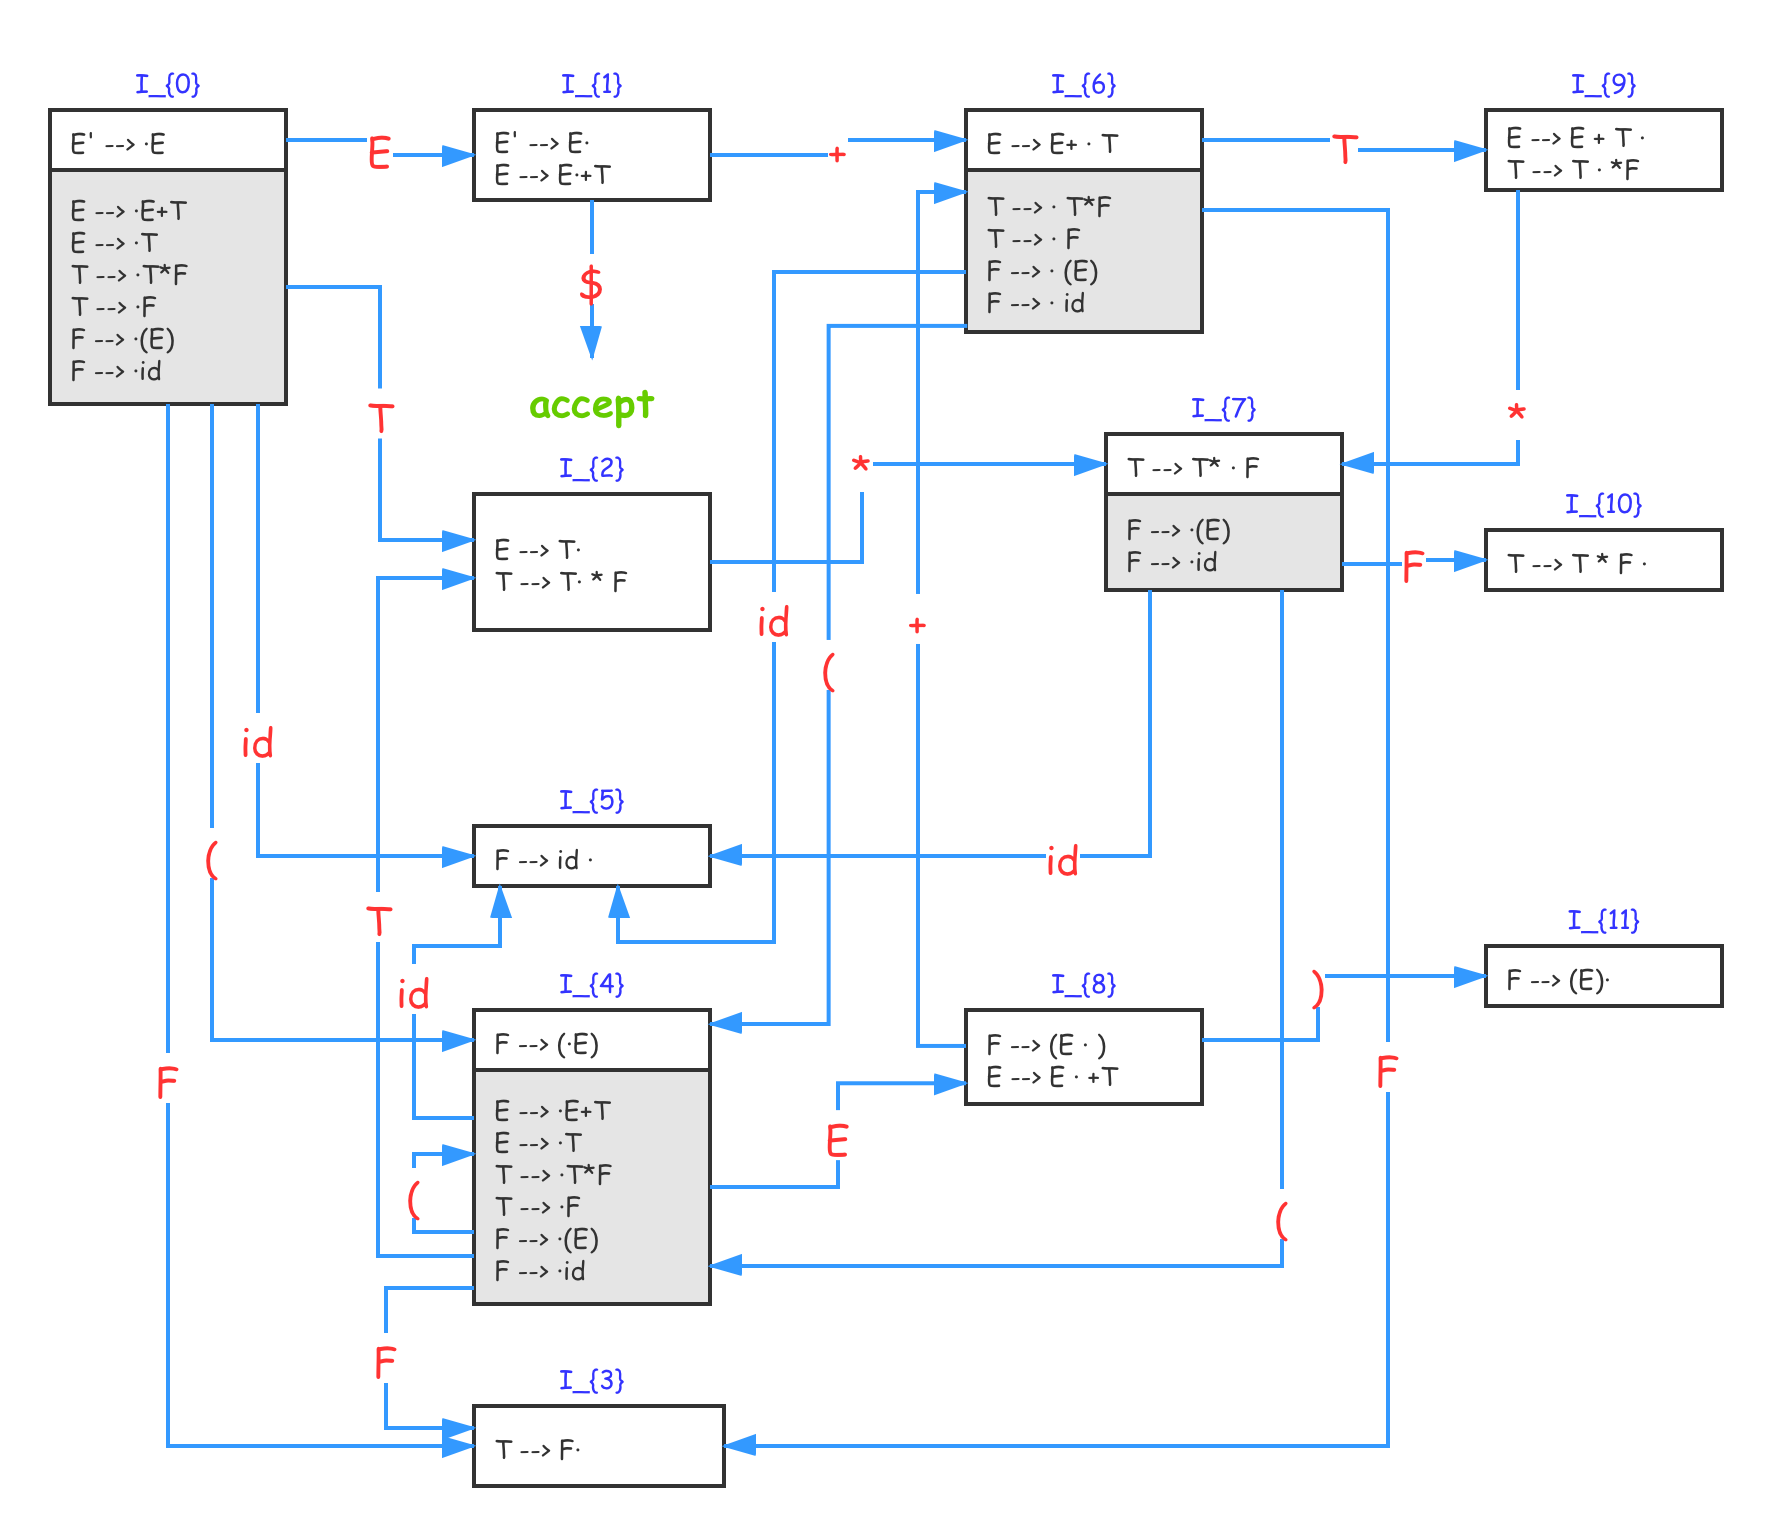 I_{0}
E' --> ·E
E --> ·E+T
E --> ·T
T --> ·T*F
T --> ·F
F --> ·(E)
F --> ·id
E
I_{1}
E' --> E·
E --> E·+T
$
accept
+
I_{6}
E --> E+ · T
T --> · T*F
T --> · F
F --> · (E)
F --> · id
T
I_{9}
E --> E + T ·
T --> T · *F
*
T
I_{2}
E --> T·
T --> T· * F
*
I_{7}
T --> T* · F
F --> ·(E)
F --> ·id
F
I_{10}
T --> T * F ·
id
(
+
id
(
I_{5}
F --> id ·
id
T
id
I_{4}
F --> (·E)
E --> ·E+T
E --> ·T
T --> ·T*F
T --> ·F
F --> ·(E)
F --> ·id
(
E
I_{8}
F --> (E · )
E --> E · +T
)
I_{11}
F --> (E)·
F
F
(
F
I_{3}
T --> F·